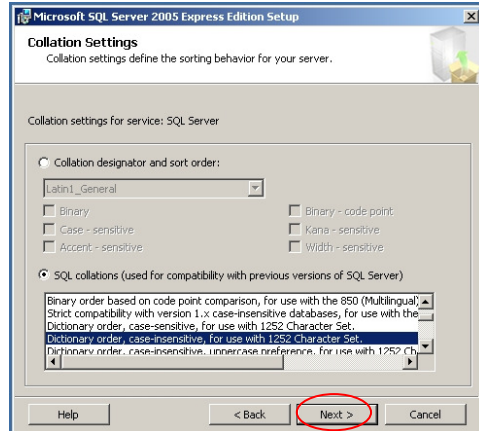 Microsoft SQL Server 2005 Express Edition Setup
Collation Settings
Collation settings define the sorting behavior for your server.
Collation settings for service: SQL Server
Collation designator and sort order:
Latin1_General
Binary
Binary - code point
Case - sensitive
Kana - sensitive
Accent - sensitive
Width - sensitive
SQL collations (used for compatibility with previous versions of SQL Server)
Binary order based on code point comparison, for use with the 850 (Multilingual)
Strict compatibility with version 1.x case-insensitive databases, for use with the
Dictionary order, case-sensitive, for use with 1252 Character Set.
Dictionary order, case-insensitive, for use with 1252 Character Set.
Dictionary order, case-insensitive, uppercase preference, for use with 1252 Ch
Help
< Back
Next >
Cancel